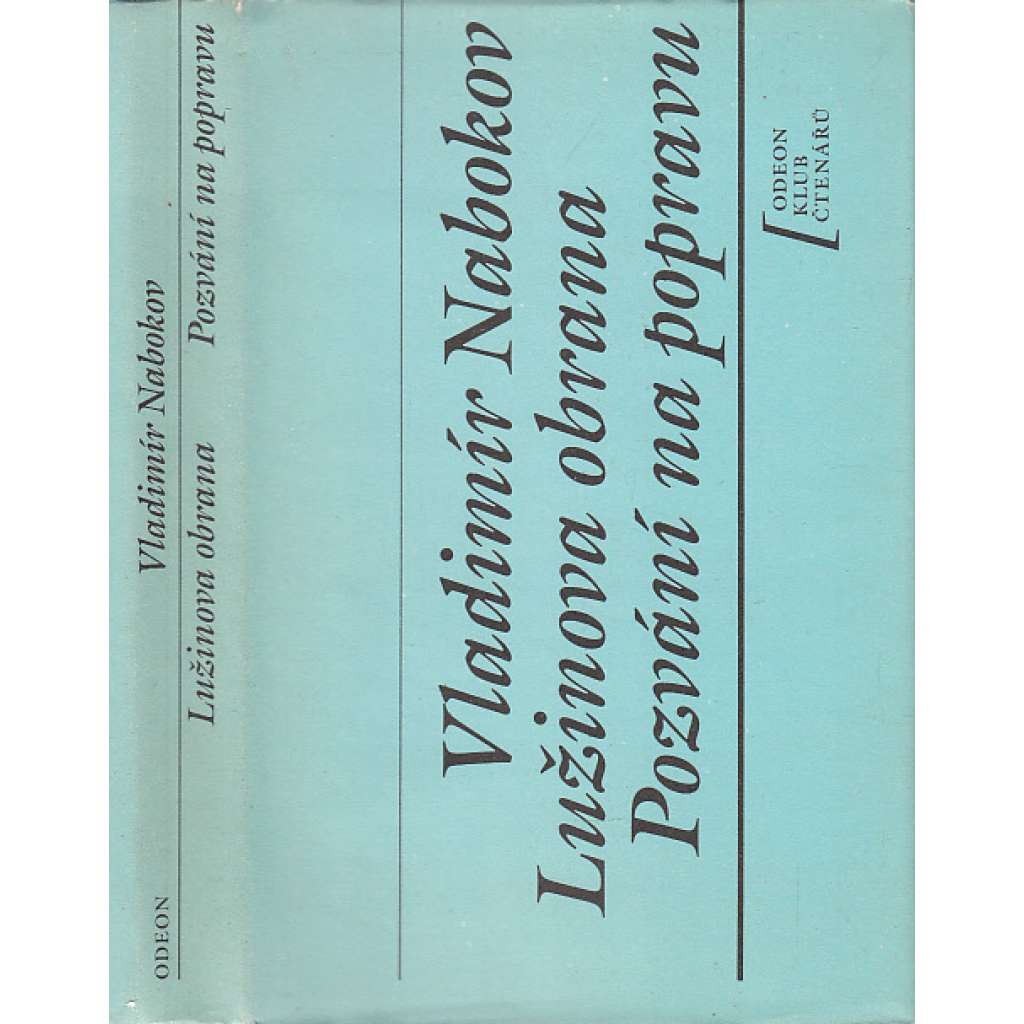 ODEON
Vladimír Nabokov
Lužinova obrana Pozvání na popravu
Vladimír Nabokov
Lužinova obrana
Pozvání na popravu
ODEON
KLUB
ČTENÁŘŮ